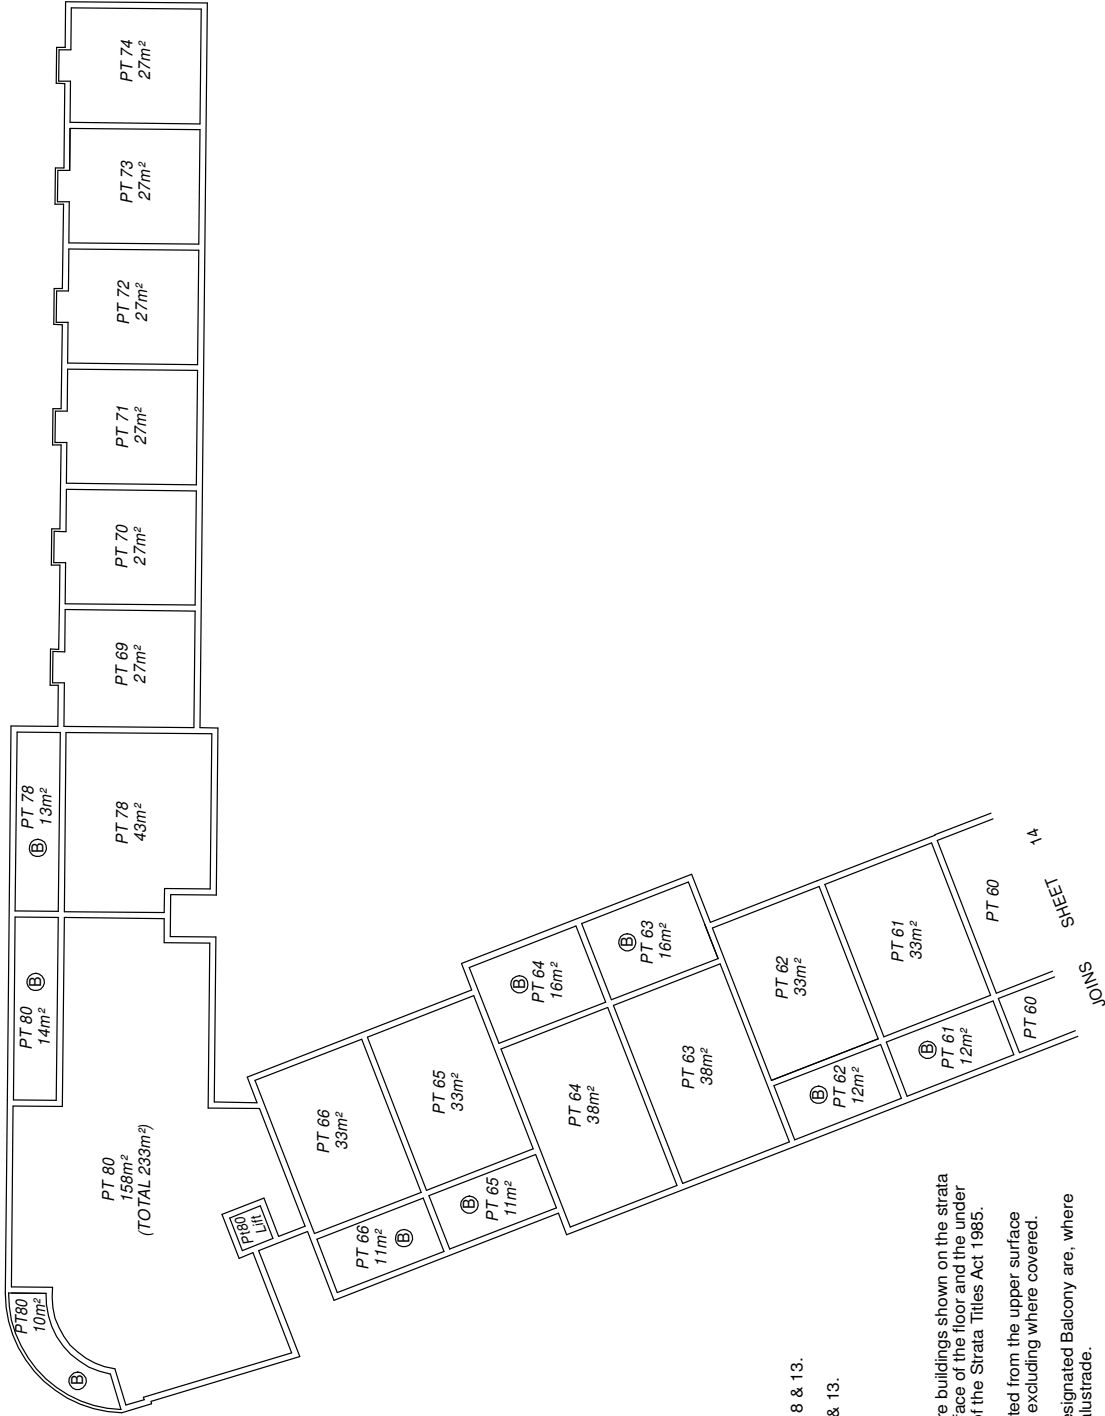 PT 74
27m²
PT 73
27m²
PT 72
27m²
PT 71
27m²
PT 70
27m²
PT 69
27m²
PT 78
13m²
B
PT 78
43m²
PT 80
14m²
B
PT 80
158m²
(TOTAL 233m²)
PT80
10m²
B
Pt80
Lift
PT 66
33m²
PT 66
11m²
B
PT 65
33m²
B
PT 65
11m²
B
PT 64
16m²
PT 64
38m²
B
PT 63
16m²
PT 63
38m²
PT 62
33m²
B
PT 62
12m²
PT 61
33m²
B
PT 61
12m²
PT 60
PT 60
JOINS SHEET 14
8 & 13.
& 13.
re buildings shown on the strata
face of the floor and the under
of the Strata Titles Act 1985.
ted from the upper surface
excluding where covered.
esignated Balcony are, where
alustrade.